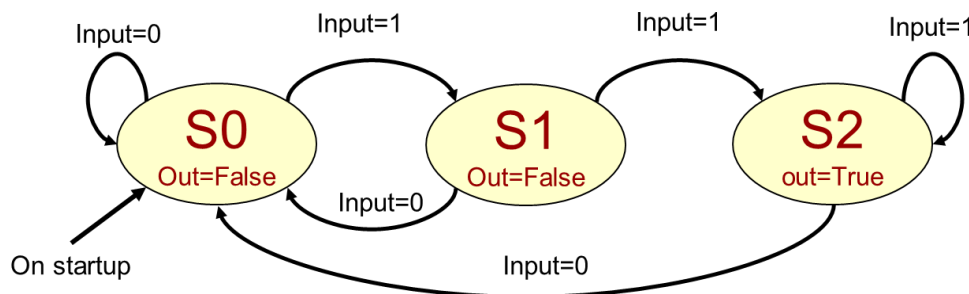 Input=0
Input=1
Input=1
Input=1
S0
Out=False
S1
Out=False
S2
out=True
Input=0
On startup
Input=0